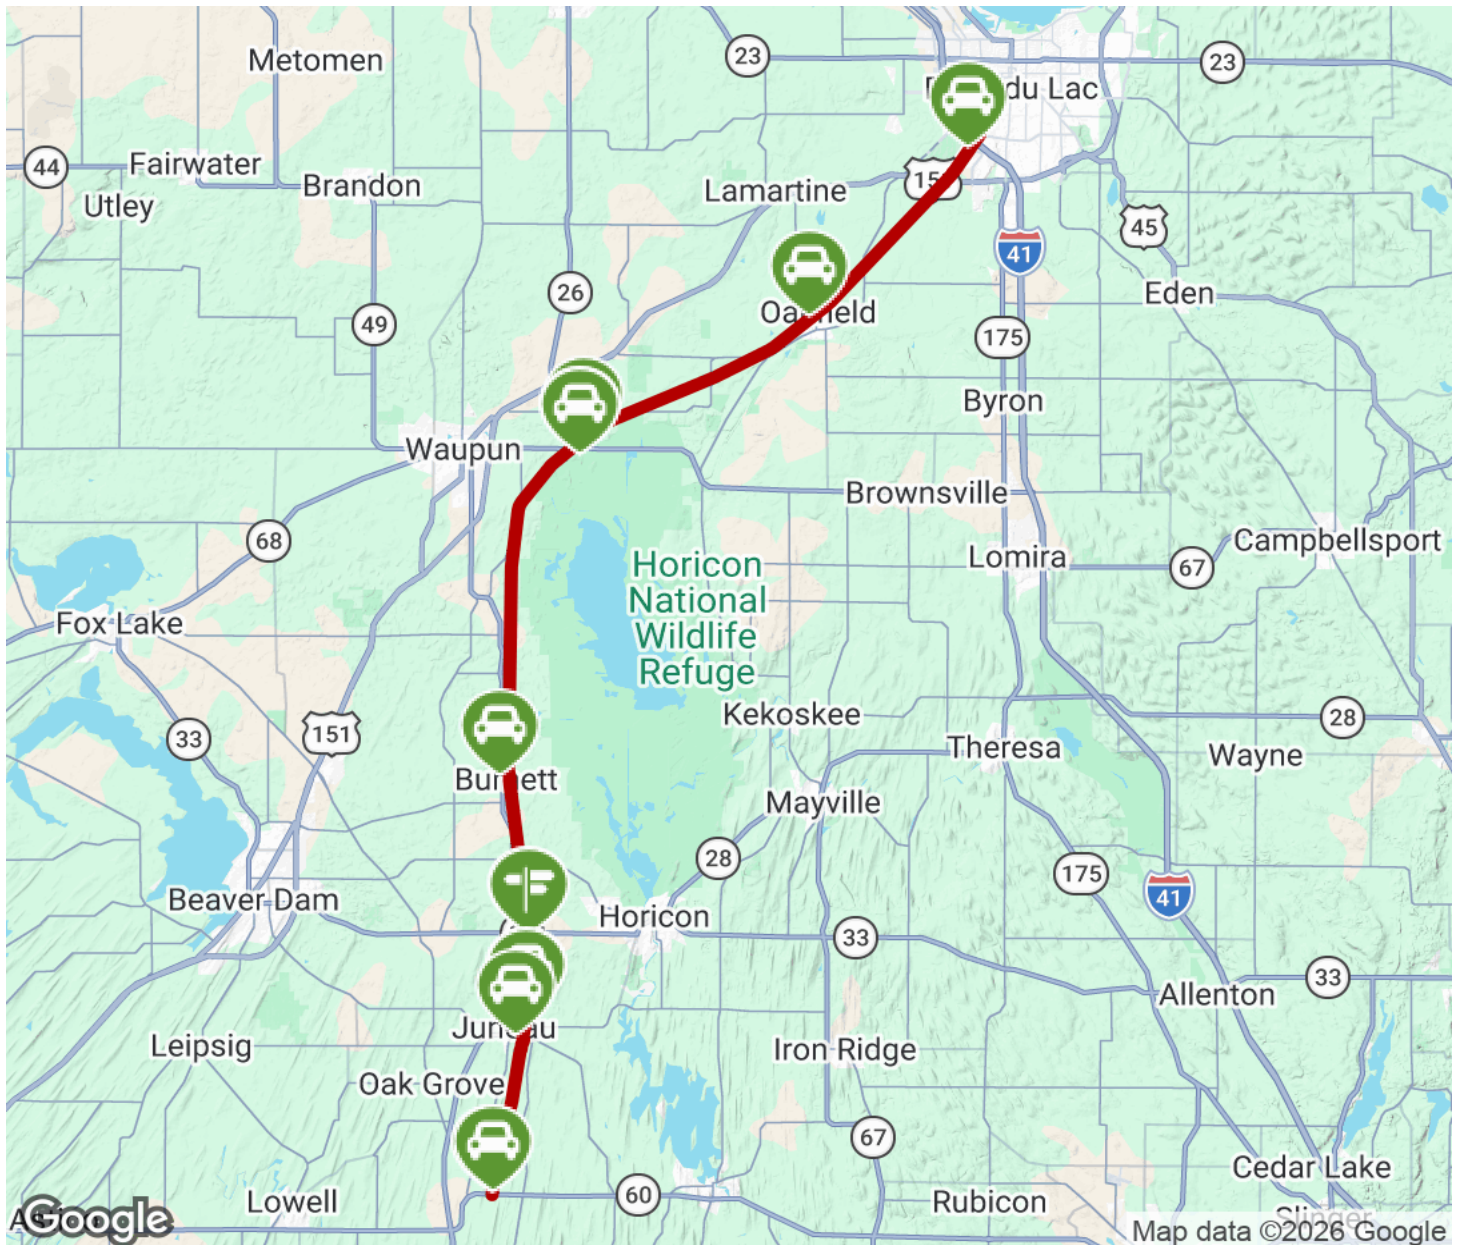 Metomen
23
23
du Lac
44
Fairwater
Brandon
Utley
Lamartine
15
45
41
26
Eden
49
175
Byron
Waupun
Brownsville
68
Campbellsport
Lomira
67
Horicon
National
Wildlife
Refuge
Fox Lake
Kekoskee
28
33
151
Theresa
Wayne
Mayville
28
175
Beaver Dam
41
Horicon
33
33
Allenton
Leipsig
Iron Ridge
Oak Grove
67
Cedar Lake
60
Lowell
Rubicon
Slinger
Google
Map data ©2026 Google